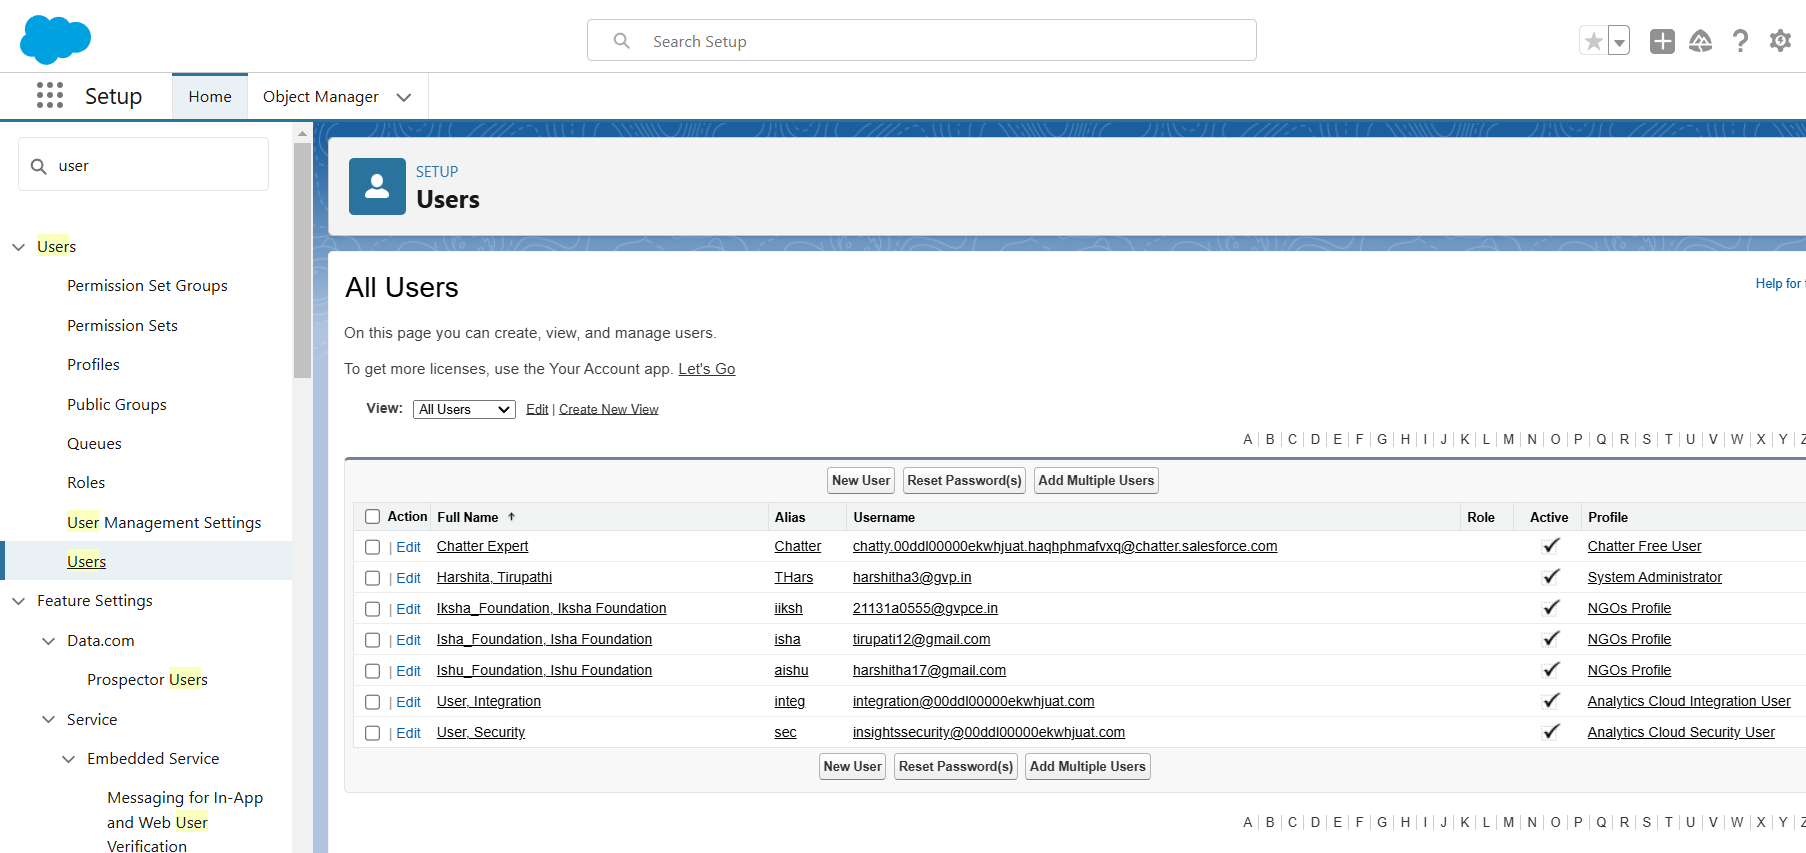 Search Setup
Setup
Home
Object Manager
user
Users
Permission Set Groups
Permission Sets
Profiles
Public Groups
Queues
Roles
User Management Settings
Users
Feature Settings
Data.com
Prospector Users
Service
Embedded Service
Messaging for In-App
and Web User
Verification
SETUP
Users
All Users
Help for
On this page you can create, view, and manage users.
To get more licenses, use the Your Account app. Let's Go
View: All Users Edit | Create New View
A | B | C | D | E | F | G | H | I | J | K | L | M | N | O | P | Q | R | S | T | U | V | W | X | Y | Z
New User Reset Password(s) Add Multiple Users
Action Full Name ↑ Alias Username Role Active Profile
| Edit Chatter Expert Chatter chatty.00ddl00000ekwhjuat.haqhphmafvxq@chatter.salesforce.com Chatter Free User
| Edit Harshita, Tirupathi THars harshitha3@gvp.in System Administrator
| Edit Iksha_Foundation, Iksha Foundation iiksh 21131a0555@gvpce.in NGOs Profile
| Edit Isha_Foundation, Isha Foundation isha tirupati12@gmail.com NGOs Profile
| Edit Ishu_Foundation, Ishu Foundation aishu harshitha17@gmail.com NGOs Profile
| Edit User, Integration integ integration@00ddl00000ekwhjuat.com Analytics Cloud Integration User
| Edit User, Security sec insightssecurity@00ddl00000ekwhjuat.com Analytics Cloud Security User
New User Reset Password(s) Add Multiple Users
A | B | C | D | E | F | G | H | I | J | K | L | M | N | O | P | Q | R | S | T | U | V | W | X | Y | Z